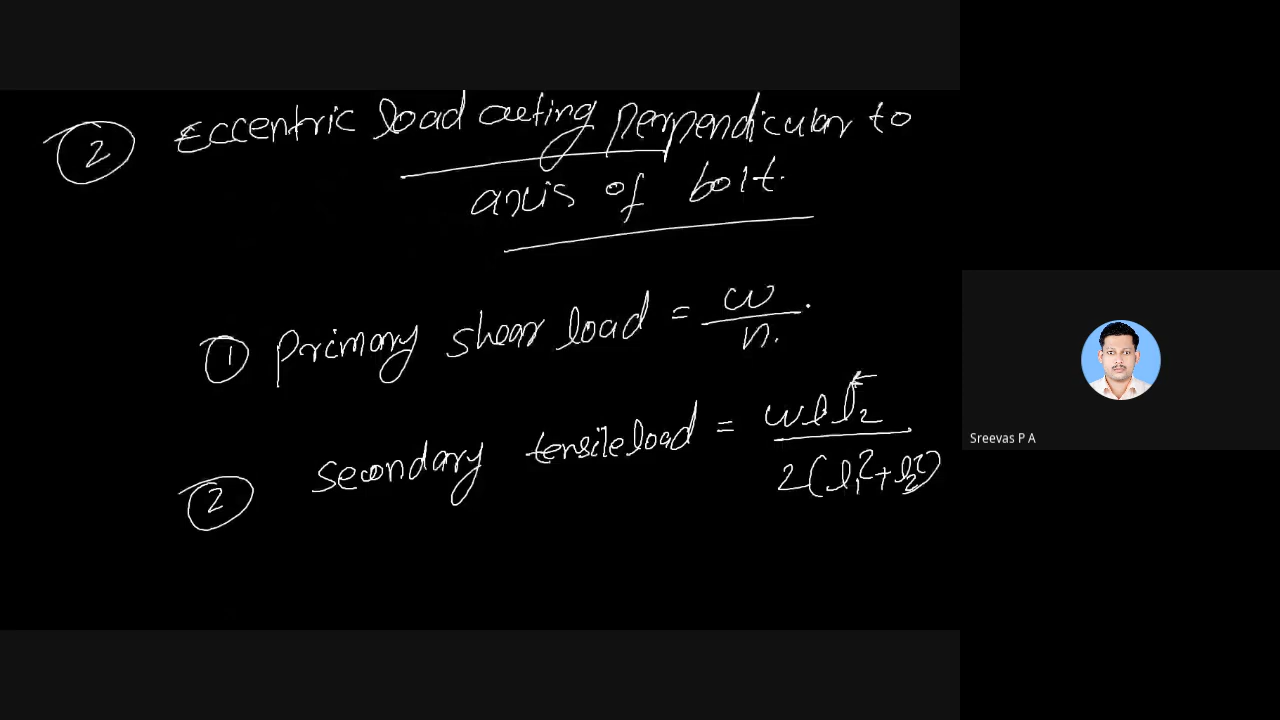 ② Eccentric load acting perpendicular to
axis of bolt.
① primary shear load = w/n.
② secondary tensile load = wll₂/2(l₁²+l₂²)
Sreevas P A